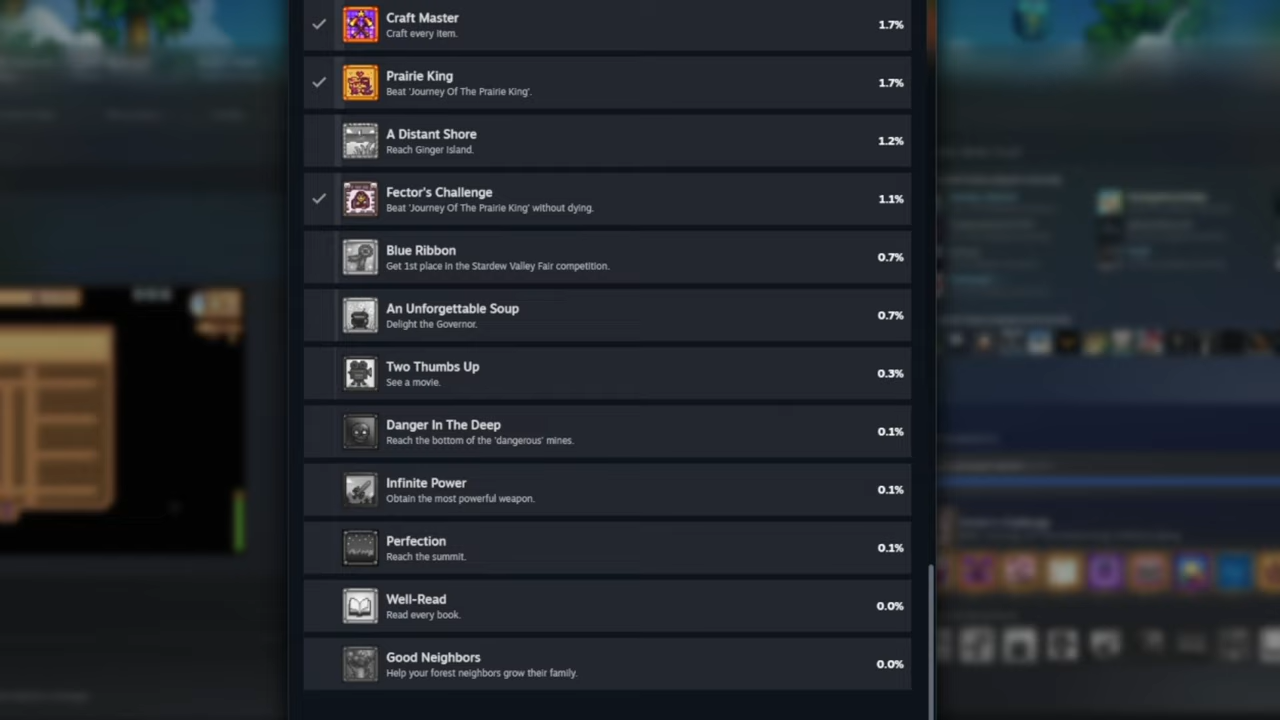 Craft Master
Craft every item.
1.7%
Prairie King
Beat 'Journey Of The Prairie King'.
1.7%
A Distant Shore
Reach Ginger Island.
1.2%
Fector's Challenge
Beat 'Journey Of The Prairie King' without dying.
1.1%
Blue Ribbon
Get 1st place in the Stardew Valley Fair competition.
0.7%
An Unforgettable Soup
Delight the Governor.
0.7%
Two Thumbs Up
See a movie.
0.3%
Danger In The Deep
Reach the bottom of the 'dangerous' mines.
0.1%
Infinite Power
Obtain the most powerful weapon.
0.1%
Perfection
Reach the summit.
0.1%
Well-Read
Read every book.
0.0%
Good Neighbors
Help your forest neighbors grow their family.
0.0%